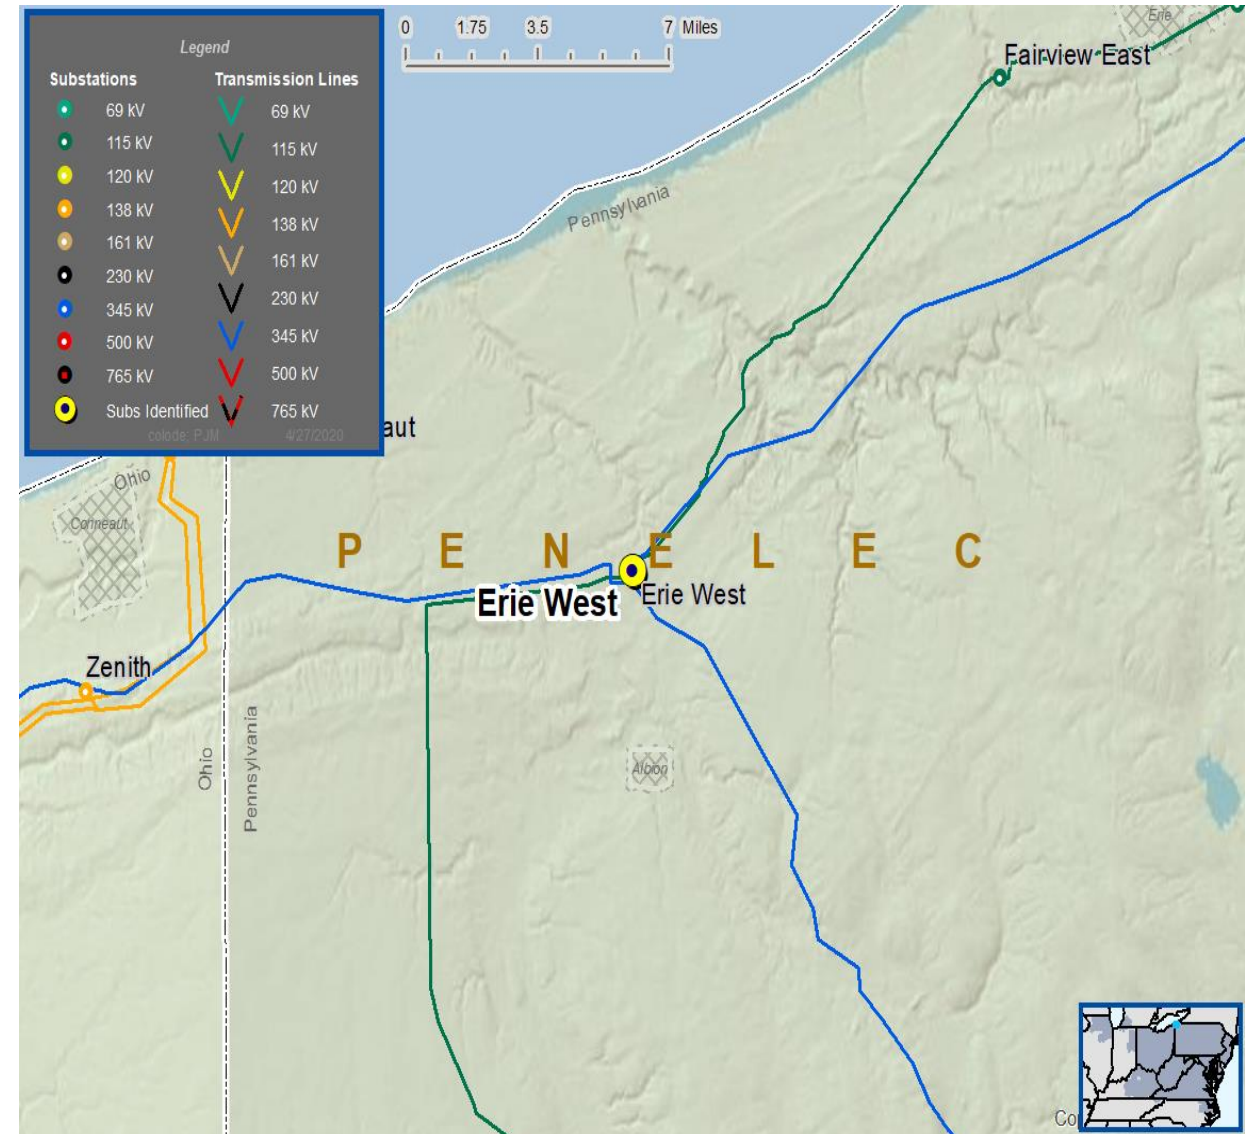 Legend
Substations
Transmission Lines
69 kV
69 kV
115 kV
115 kV
120 kV
120 kV
138 kV
138 kV
161 kV
161 kV
230 kV
230 kV
345 kV
345 kV
500 kV
500 kV
765 kV
765 kV
Subs Identified
colode; PJM 4/27/2020
0 1.75 3.5 7 Miles
Erie
Fairview East
Pennsylvania
aut
Ohio
Conneaut
PENELEC
Erie West
Erie West
Zenith
Ohio
Pennsylvania
Albion
Co